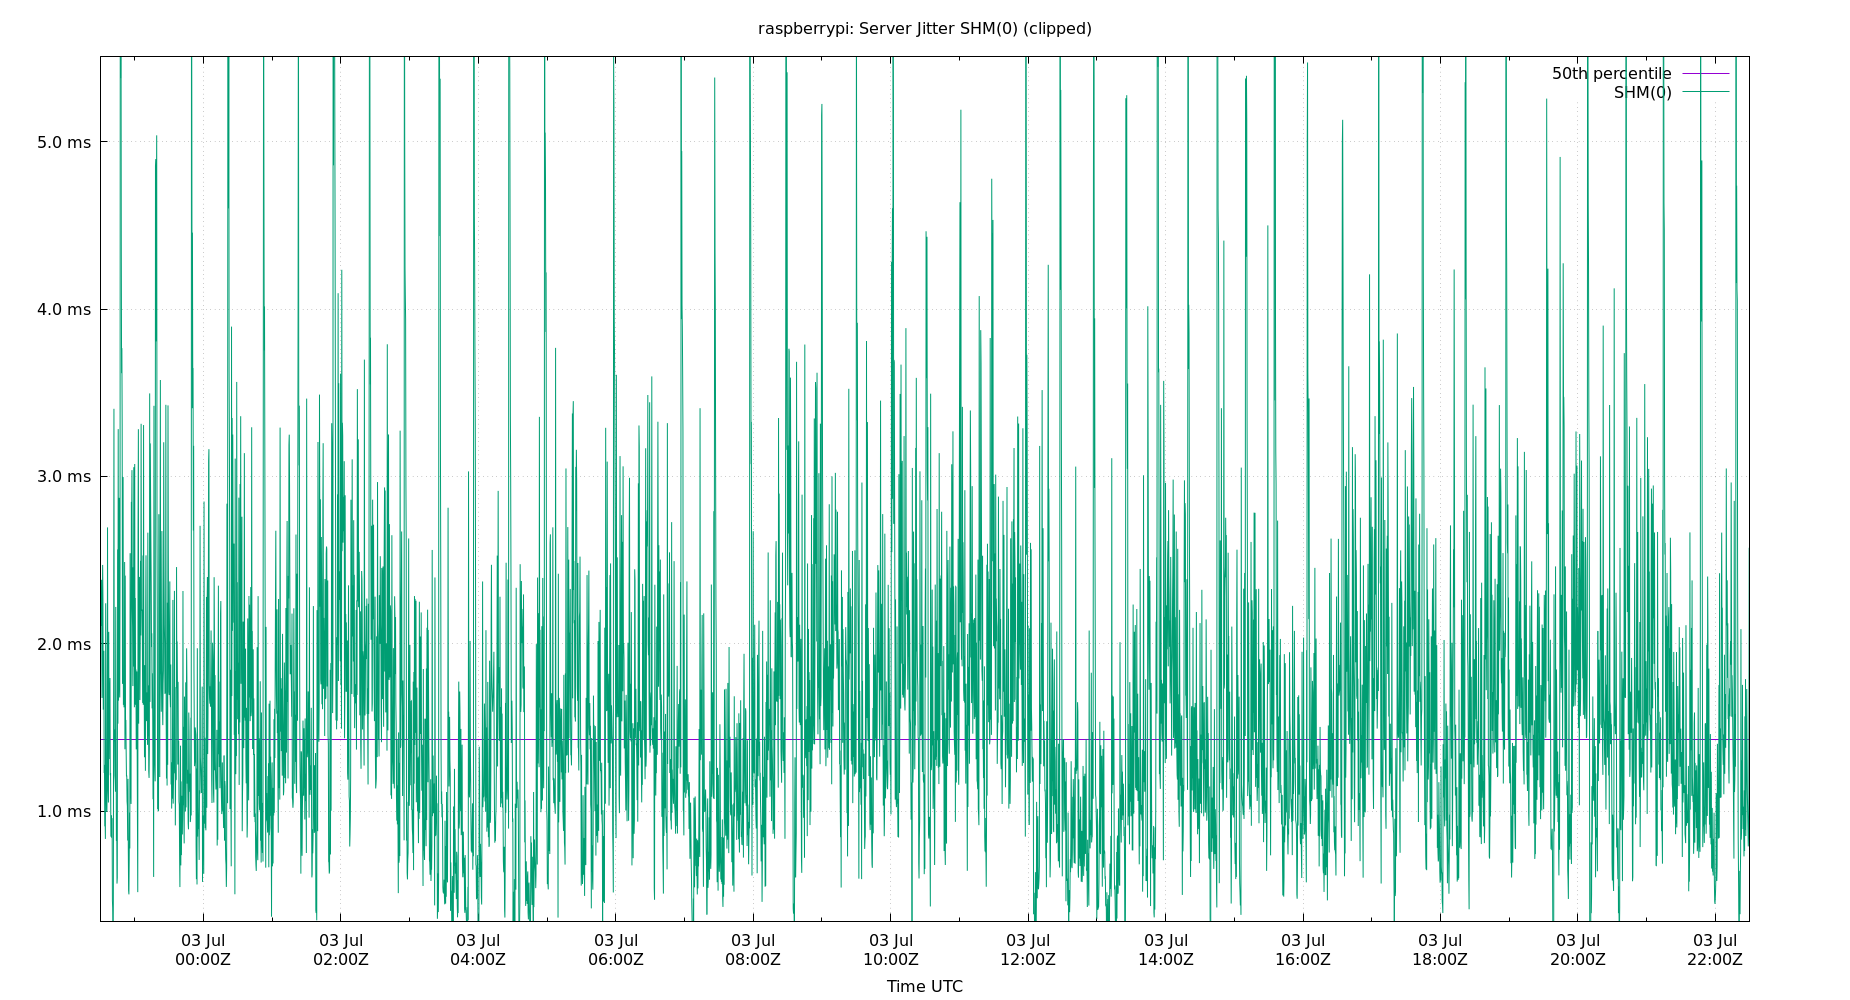 raspberrypi: Server Jitter SHM(0) (clipped)
50th percentile
SHM(0)
5.0 ms
4.0 ms
3.0 ms
2.0 ms
1.0 ms
03 Jul 03 Jul 03 Jul 03 Jul 03 Jul 03 Jul 03 Jul 03 Jul 03 Jul 03 Jul 03 Jul 03 Jul
00:00Z 02:00Z 04:00Z 06:00Z 08:00Z 10:00Z 12:00Z 14:00Z 16:00Z 18:00Z 20:00Z 22:00Z
Time UTC